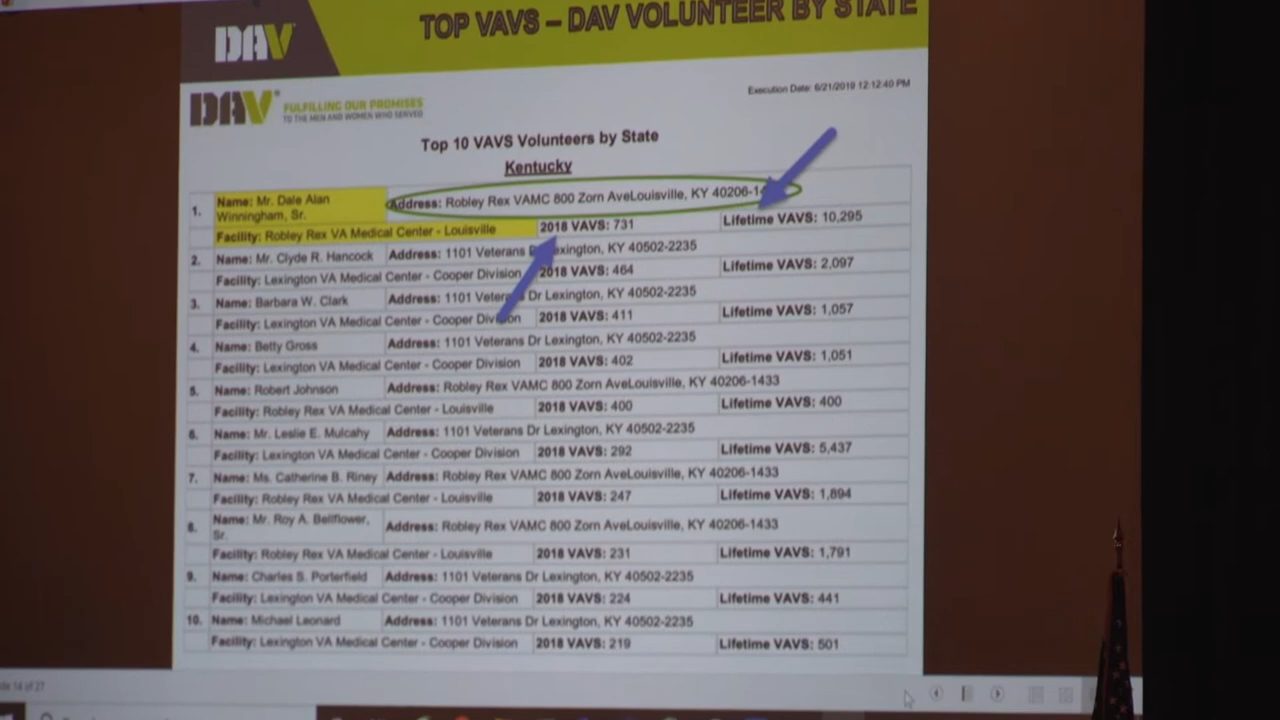 DAV
TOP VAVS – DAV VOLUNTEER BY STATE
DAV
FULFILLING OUR PROMISES
TO THE MEN AND WOMEN WHO SERVED
Execution Date: 6/21/2019 12:12:40 PM
Top 10 VAVS Volunteers by State
Kentucky
1. Name: Mr. Dale Alan Winningham, Sr. Address: Robley Rex VAMC 800 Zorn AveLouisville, KY 40206-1
Facility: Robley Rex VA Medical Center - Louisville 2018 VAVS: 731 Lifetime VAVS: 10,295
2. Name: Mr. Clyde R. Hancock Address: 1101 Veterans Lexington, KY 40502-2235
Facility: Lexington VA Medical Center - Cooper Division 2018 VAVS: 464 Lifetime VAVS: 2,097
3. Name: Barbara W. Clark Address: 1101 Veterans Dr Lexington, KY 40502-2235
Facility: Lexington VA Medical Center - Cooper Division 2018 VAVS: 411 Lifetime VAVS: 1,057
4. Name: Betty Gross Address: 1101 Veterans Dr Lexington, KY 40502-2235
Facility: Lexington VA Medical Center - Cooper Division 2018 VAVS: 402 Lifetime VAVS: 1,051
5. Name: Robert Johnson Address: Robley Rex VAMC 800 Zorn AveLouisville, KY 40206-1433
Facility: Robley Rex VA Medical Center - Louisville 2018 VAVS: 400 Lifetime VAVS: 400
6. Name: Mr. Leslie E. Mulcahy Address: 1101 Veterans Dr Lexington, KY 40502-2235
Facility: Lexington VA Medical Center - Cooper Division 2018 VAVS: 292 Lifetime VAVS: 5,437
7. Name: Ms. Catherine B. Riney Address: Robley Rex VAMC 800 Zorn AveLouisville, KY 40206-1433
Facility: Robley Rex VA Medical Center - Louisville 2018 VAVS: 247 Lifetime VAVS: 1,894
8. Name: Mr. Roy A. Bellflower, Sr. Address: Robley Rex VAMC 800 Zorn AveLouisville, KY 40206-1433
Facility: Robley Rex VA Medical Center - Louisville 2018 VAVS: 231 Lifetime VAVS: 1,791
9. Name: Charles S. Porterfield Address: 1101 Veterans Dr Lexington, KY 40502-2235
Facility: Lexington VA Medical Center - Cooper Division 2018 VAVS: 224 Lifetime VAVS: 441
10. Name: Michael Leonard Address: 1101 Veterans Dr Lexington, KY 40502-2235
Facility: Lexington VA Medical Center - Cooper Division 2018 VAVS: 219 Lifetime VAVS: 501
14 of 27